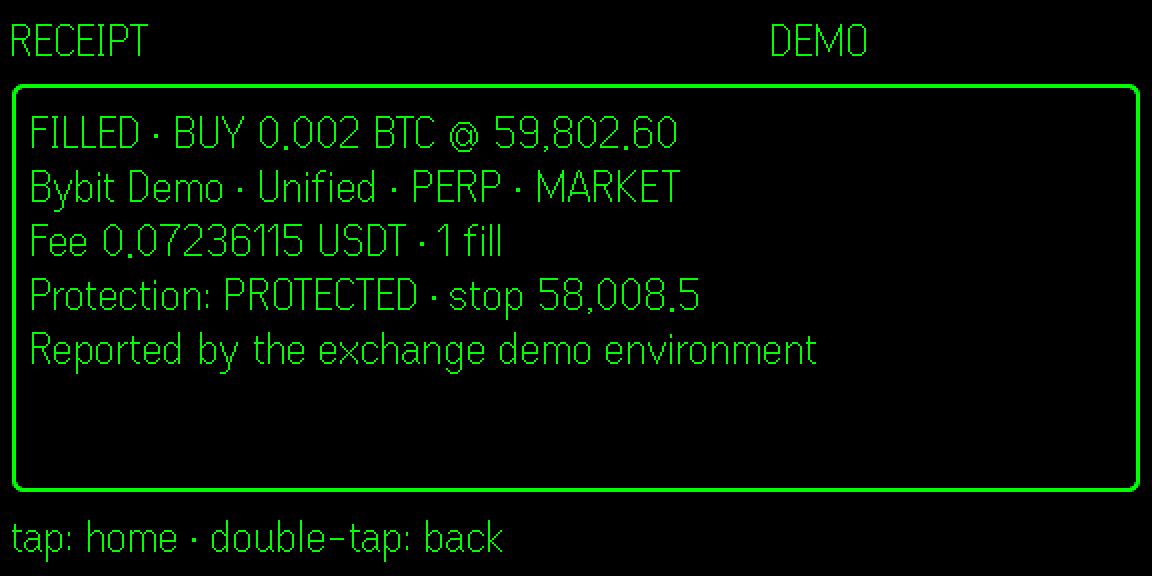 RECEIPT DEMO
FILLED · BUY 0.002 BTC @ 59,802.60
Bybit Demo · Unified · PERP · MARKET
Fee 0.07236115 USDT · 1 fill
Protection: PROTECTED · stop 58,008.5
Reported by the exchange demo environment
tap: home · double-tap: back